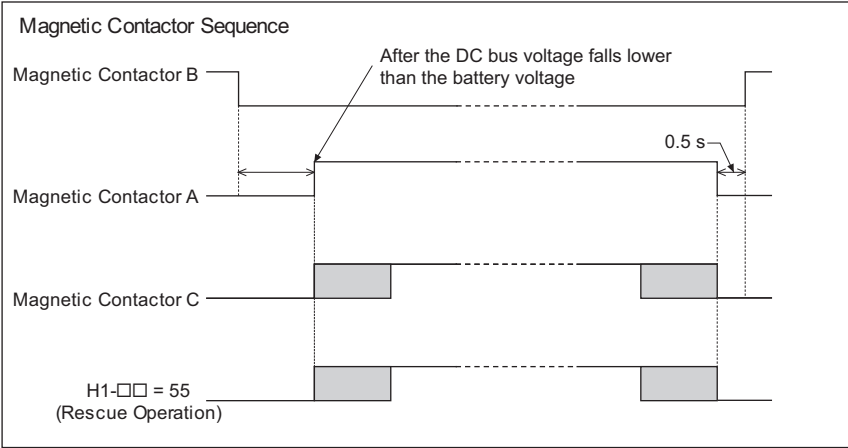 Magnetic Contactor Sequence
After the DC bus voltage falls lower
than the battery voltage
Magnetic Contactor B
0.5 s
Magnetic Contactor A
Magnetic Contactor C
H1-□□ = 55
(Rescue Operation)